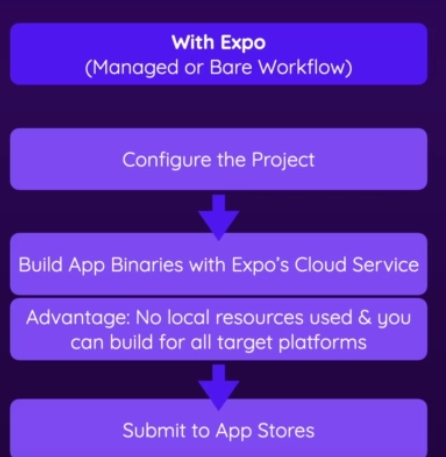 With Expo
(Managed or Bare Workflow)
Configure the Project
Build App Binaries with Expo's Cloud Service
Advantage: No local resources used & you
can build for all target platforms
Submit to App Stores